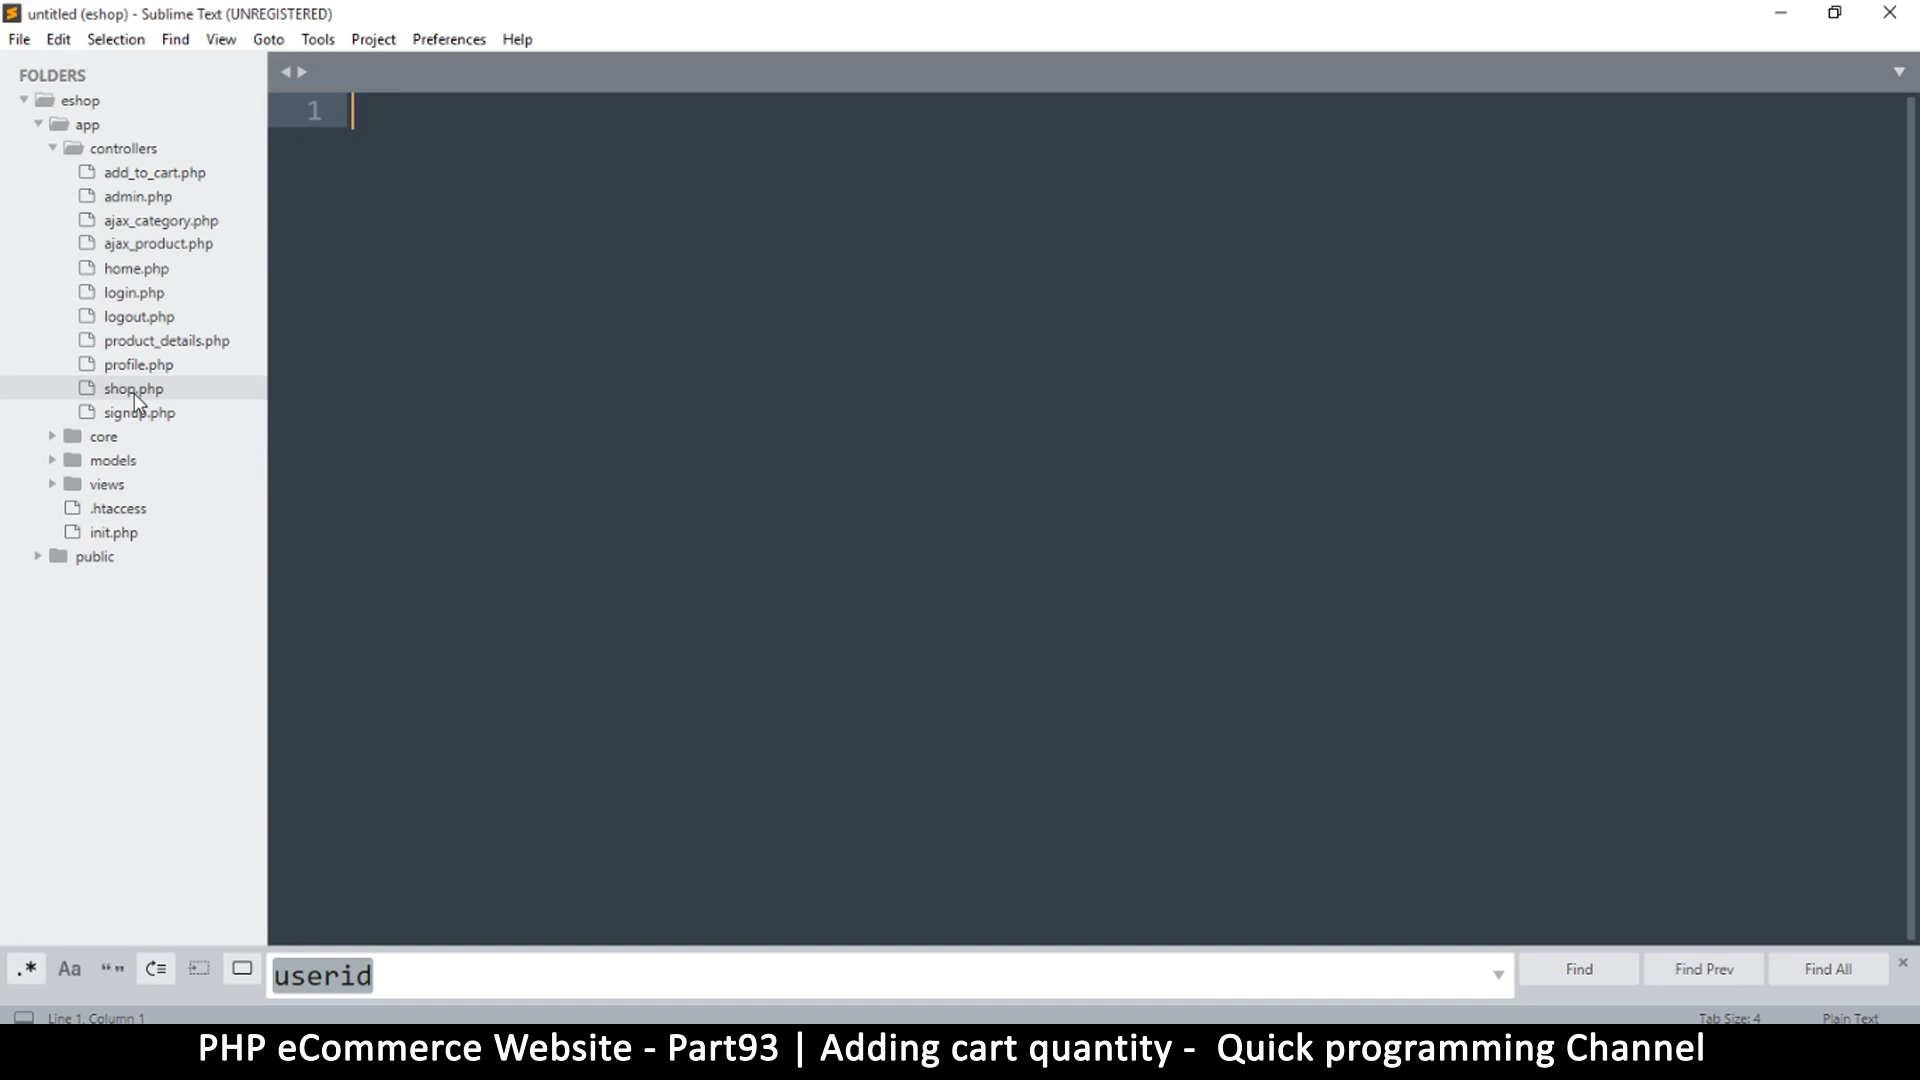 untitled (eshop) - Sublime Text (UNREGISTERED)
File Edit Selection Find View Goto Tools Project Preferences Help
FOLDERS
eshop
app
controllers
add_to_cart.php
admin.php
ajax_category.php
ajax_product.php
home.php
login.php
logout.php
product_details.php
profile.php
shop.php
signup.php
core
models
views
.htaccess
init.php
public
1
.* Aa “ ” userid Find Find Prev Find All
Line 1, Column 1 Tab Size: 4 Plain Text
PHP eCommerce Website - Part93 | Adding cart quantity - Quick programming Channel